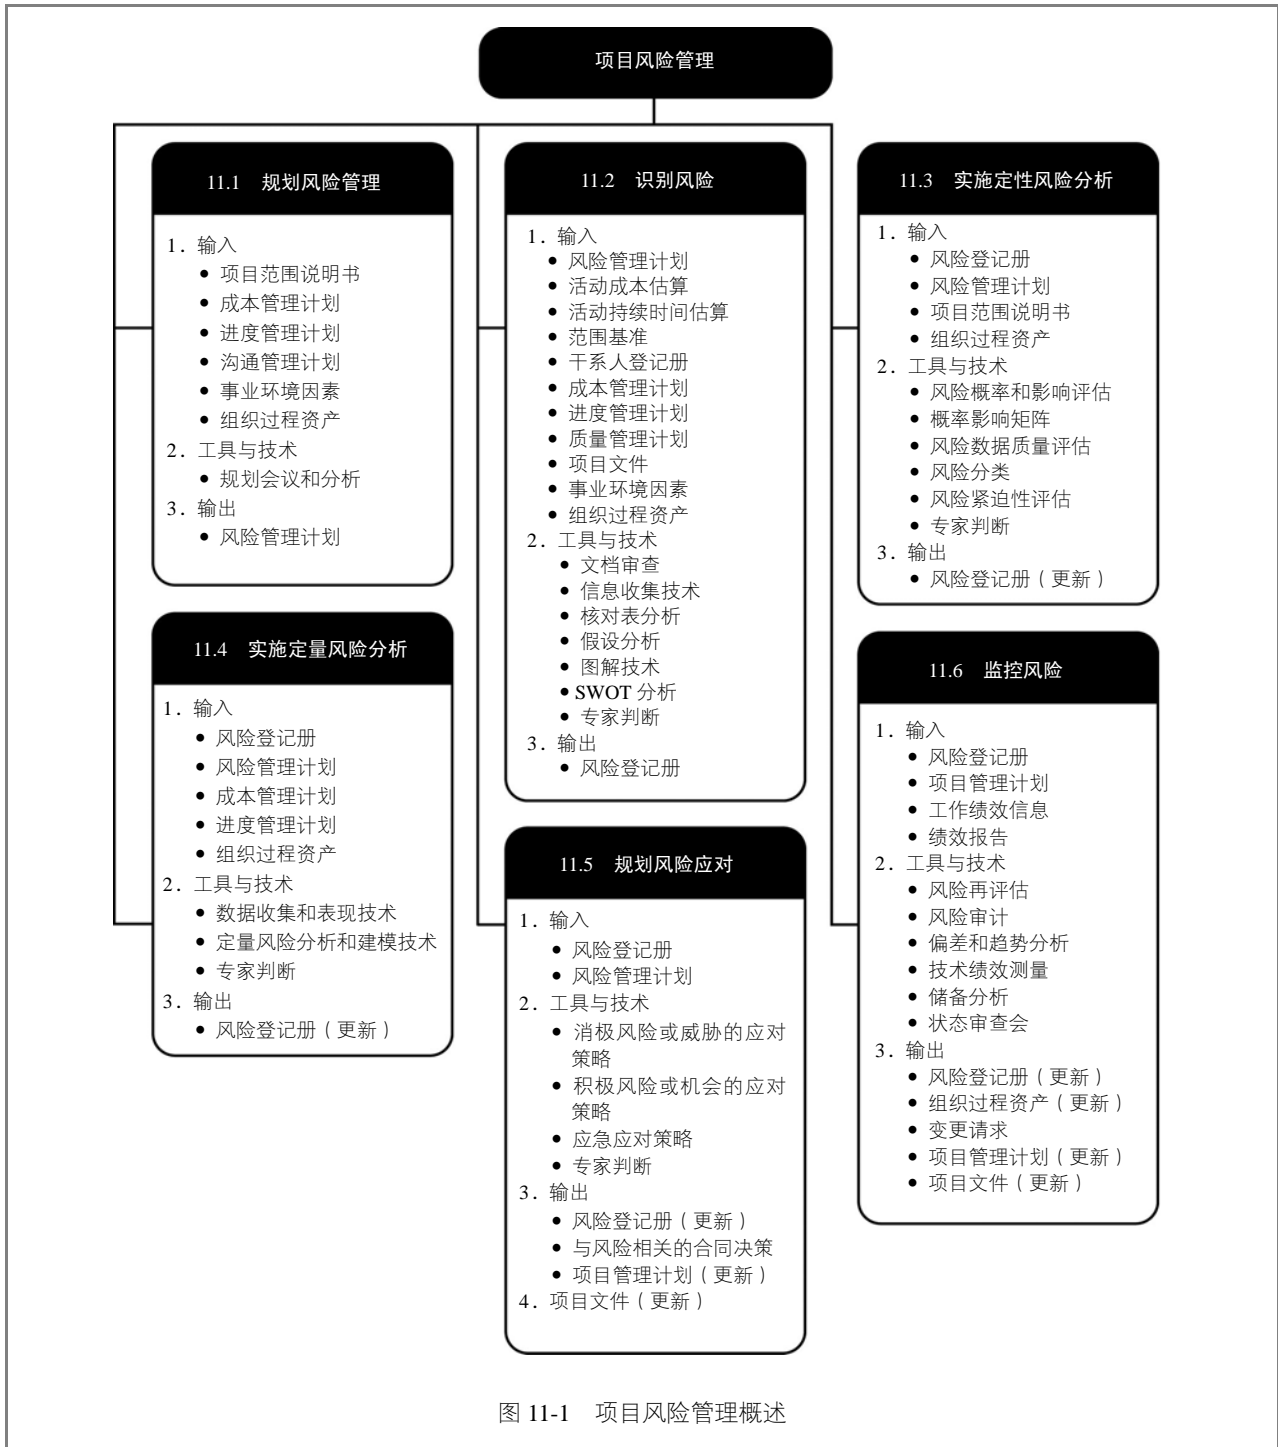 项目风险管理
11.1 规划风险管理
1．输入
● 项目范围说明书
● 成本管理计划
● 进度管理计划
● 沟通管理计划
● 事业环境因素
● 组织过程资产
2．工具与技术
● 规划会议和分析
3．输出
● 风险管理计划
11.2 识别风险
1．输入
● 风险管理计划
● 活动成本估算
● 活动持续时间估算
● 范围基准
● 干系人登记册
● 成本管理计划
● 进度管理计划
● 质量管理计划
● 项目文件
● 事业环境因素
● 组织过程资产
2．工具与技术
● 文档审查
● 信息收集技术
● 核对表分析
● 假设分析
● 图解技术
● SWOT 分析
● 专家判断
3．输出
● 风险登记册
11.3 实施定性风险分析
1．输入
● 风险登记册
● 风险管理计划
● 项目范围说明书
● 组织过程资产
2．工具与技术
● 风险概率和影响评估
● 概率影响矩阵
● 风险数据质量评估
● 风险分类
● 风险紧迫性评估
● 专家判断
3．输出
● 风险登记册（更新）
11.4 实施定量风险分析
1．输入
● 风险登记册
● 风险管理计划
● 成本管理计划
● 进度管理计划
● 组织过程资产
2．工具与技术
● 数据收集和表现技术
● 定量风险分析和建模技术
● 专家判断
3．输出
● 风险登记册（更新）
11.5 规划风险应对
1．输入
● 风险登记册
● 风险管理计划
2．工具与技术
● 消极风险或威胁的应对
策略
● 积极风险或机会的应对
策略
● 应急应对策略
● 专家判断
3．输出
● 风险登记册（更新）
● 与风险相关的合同决策
● 项目管理计划（更新）
4．项目文件（更新）
11.6 监控风险
1．输入
● 风险登记册
● 项目管理计划
● 工作绩效信息
● 绩效报告
2．工具与技术
● 风险再评估
● 风险审计
● 偏差和趋势分析
● 技术绩效测量
● 储备分析
● 状态审查会
3．输出
● 风险登记册（更新）
● 组织过程资产（更新）
● 变更请求
● 项目管理计划（更新）
● 项目文件（更新）
图 11-1 项目风险管理概述